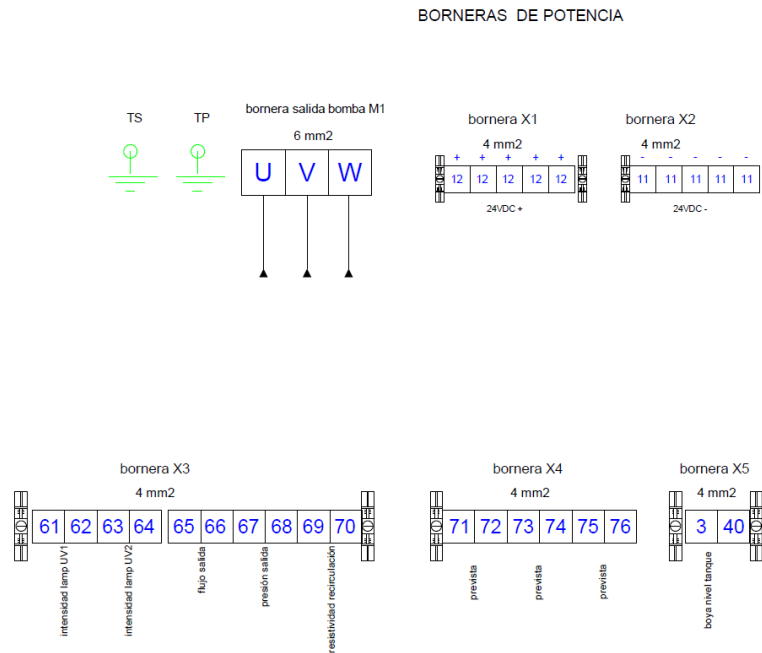 BORNERAS DE POTENCIA
TS
TP
bornera salida bomba M1
6 mm2
U V W
bornera X1
4 mm2
+ + + + +
12 12 12 12 12
24VDC +
bornera X2
4 mm2
- - - - -
11 11 11 11 11
24VDC -
bornera X3
4 mm2
61 62 63 64 65 66 67 68 69 70
intensidad lamp UV1
intensidad lamp UV2
flujo salida
presión salida
resistividad recirculación
bornera X4
4 mm2
71 72 73 74 75 76
prevista
prevista
prevista
bornera X5
4 mm2
3 40
boya nivel tanque